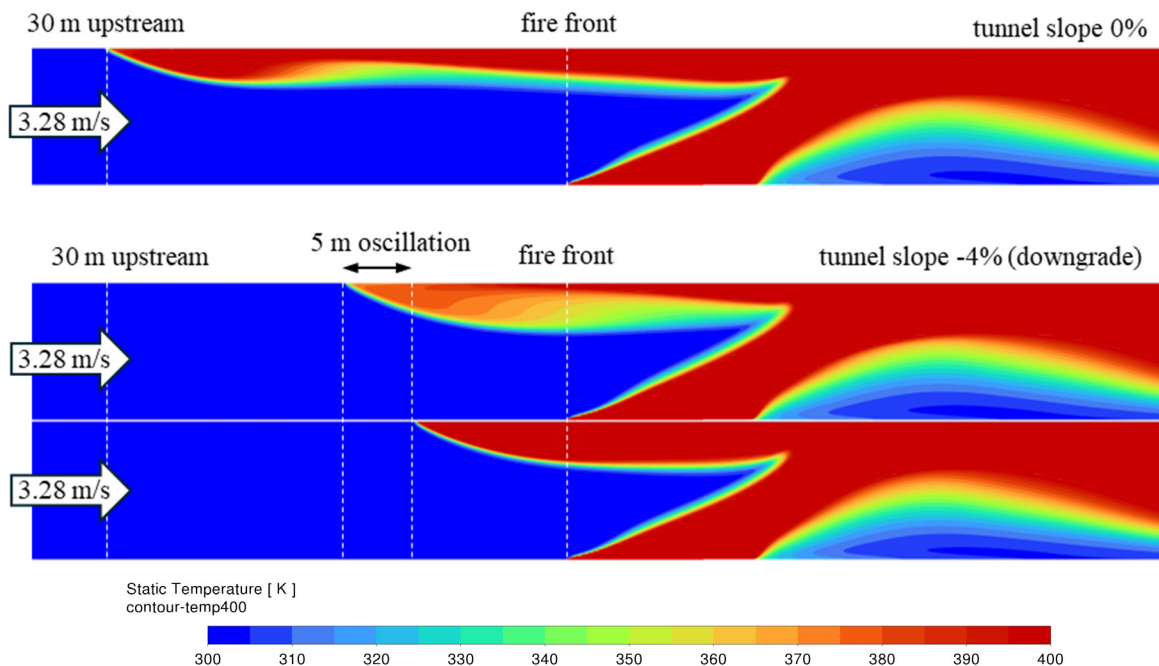 30 m upstream fire front tunnel slope 0%
3.28 m/s
5 m oscillation
30 m upstream fire front tunnel slope -4% (downgrade)
3.28 m/s
3.28 m/s
Static Temperature [ K ]
contour-temp400
300 310 320 330 340 350 360 370 380 390 400